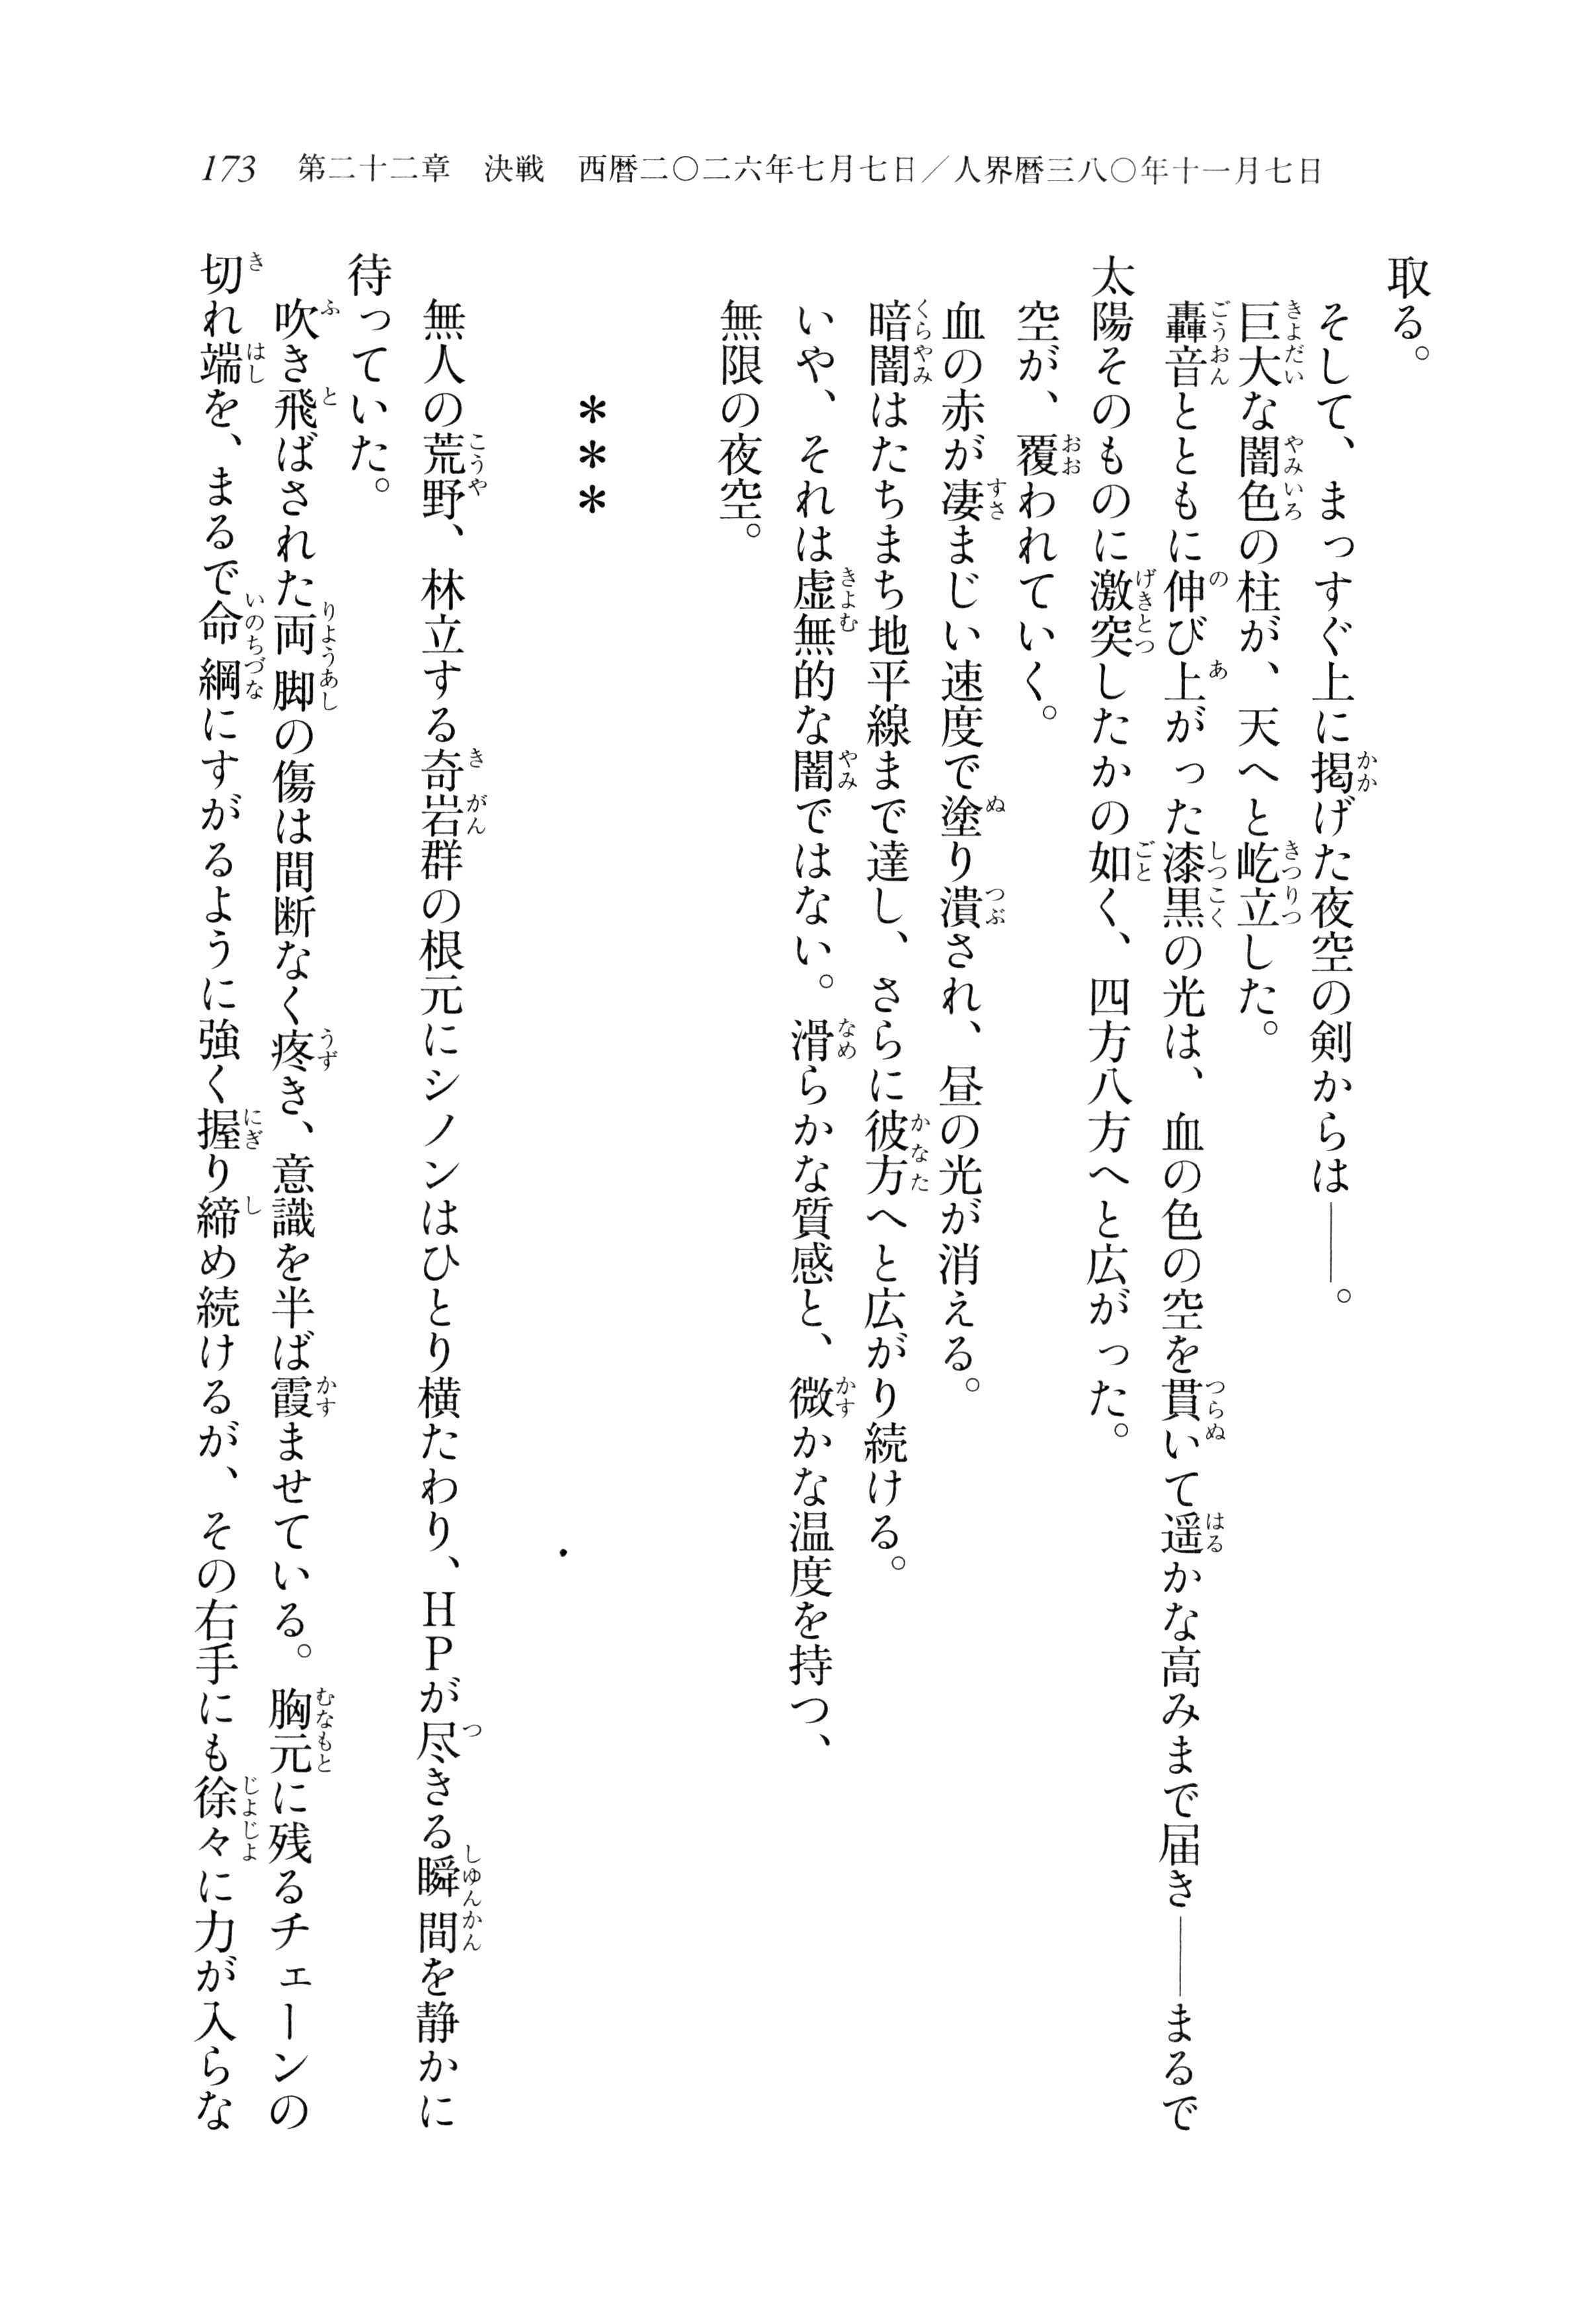 173　第二十二章　決戦　西暦二〇二六年七月七日／人界暦三八〇年十一月七日
取る。
そして、まっすぐ上に掲げた夜空の剣からは――。
巨大な闇色の柱が、天へと屹立した。
轟音とともに伸び上がった漆黒の光は、血の色の空を貫いて遥かな高みまで届き――まるで
太陽そのものに激突したかの如く、四方八方へと広がった。
空が、覆われていく。
血の赤が凄まじい速度で塗り潰され、昼の光が消える。
暗闇はたちまち地平線まで達し、さらに彼方へと広がり続ける。
いや、それは虚無的な闇ではない。滑らかな質感と、微かな温度を持つ、
無限の夜空。
＊＊＊
無人の荒野、林立する奇岩群の根元にシノンはひとり横たわり、ＨＰが尽きる瞬間を静かに
待っていた。
吹き飛ばされた両脚の傷は間断なく疼き、意識を半ば霞ませている。胸元に残るチェーンの
切れ端を、まるで命綱にすがるように強く握り締め続けるが、その右手にも徐々に力が入らな